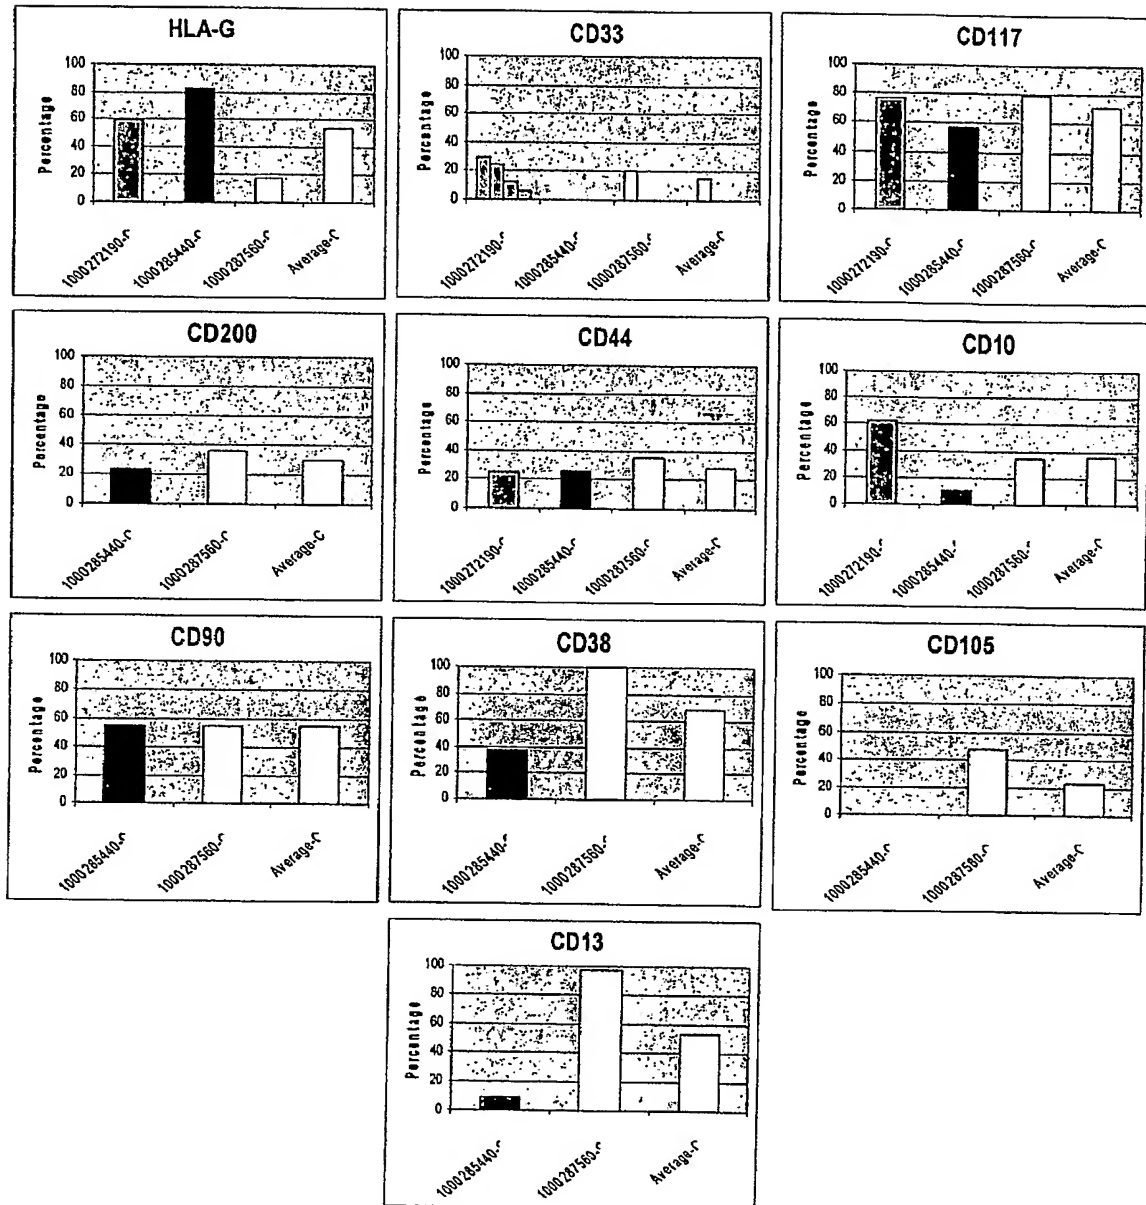 HLA-G
Percentage
100
80
60
40
20
0
1000272190-C
1000285440-C
1000287560-C
Average-C
CD33
Percentage
100
80
60
40
20
0
1000272190-C
1000285440-C
1000287560-C
Average-C
CD117
Percentage
100
80
60
40
20
0
1000272190-C
1000285440-C
1000287560-C
Average-C
CD200
Percentage
100
80
60
40
20
0
1000285440-C
1000287560-C
Average-C
CD44
Percentage
100
80
60
40
20
0
1000272190-C
1000285440-C
1000287560-C
Average-C
CD10
Percentage
100
80
60
40
20
0
1000272190-C
1000285440-C
1000287560-C
Average-C
CD90
Percentage
100
80
60
40
20
0
1000285440-C
1000287560-C
Average-C
CD38
Percentage
100
80
60
40
20
0
1000285440-C
1000287560-C
Average-C
CD105
Percentage
100
80
60
40
20
0
1000285440-C
1000287560-C
Average-C
CD13
Percentage
100
80
60
40
20
0
1000285440-C
1000287560-C
Average-C